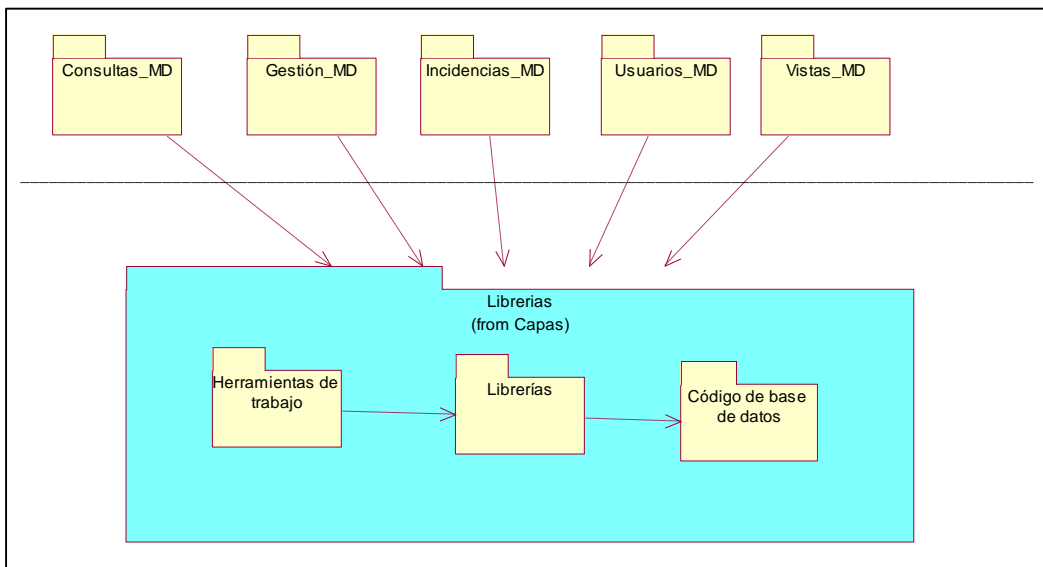 Consultas_MD
Gestión_MD
Incidencias_MD
Usuarios_MD
Vistas_MD
Librerias
(from Capas)
Herramientas de
trabajo
Librerías
Código de base
de datos